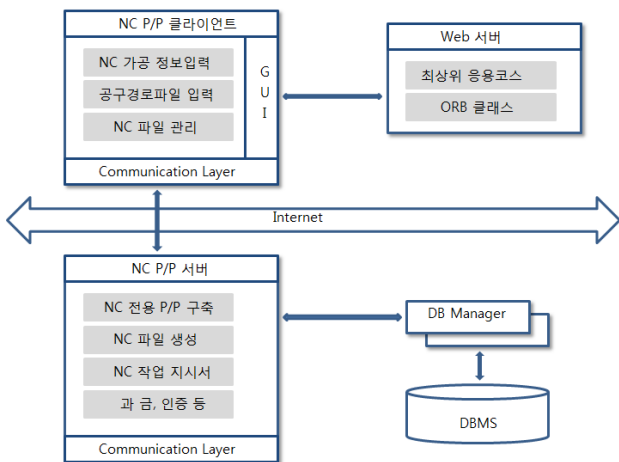 NC P/P 클라이언트
NC 가공 정보입력
공구경로파일 입력
NC 파일 관리
G
U
I
Communication Layer
Web 서버
최상위 응용코스
ORB 클래스
Internet
NC P/P 서버
NC 전용 P/P 구축
NC 파일 생성
NC 작업 지시서
과 금, 인증 등
Communication Layer
DB Manager
DBMS